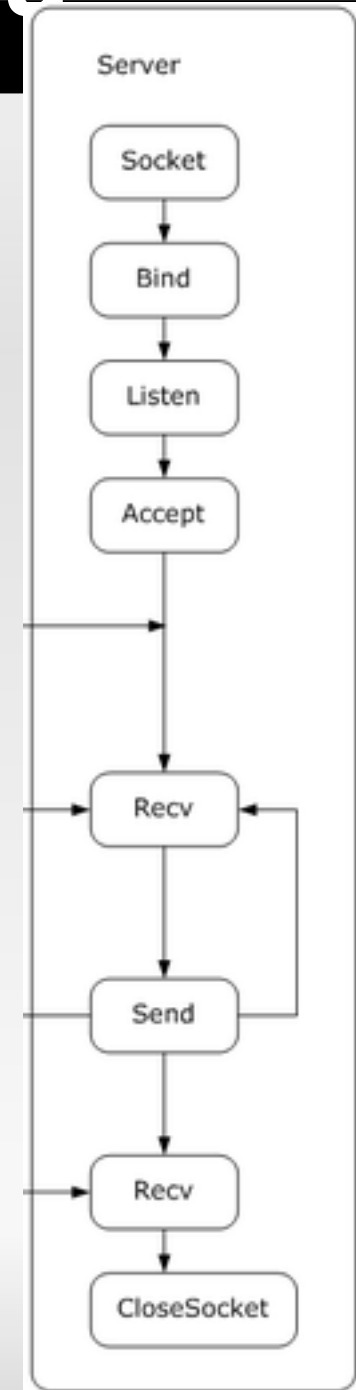 Server
Socket
Bind
Listen
Accept
Recv
Send
Recv
CloseSocket